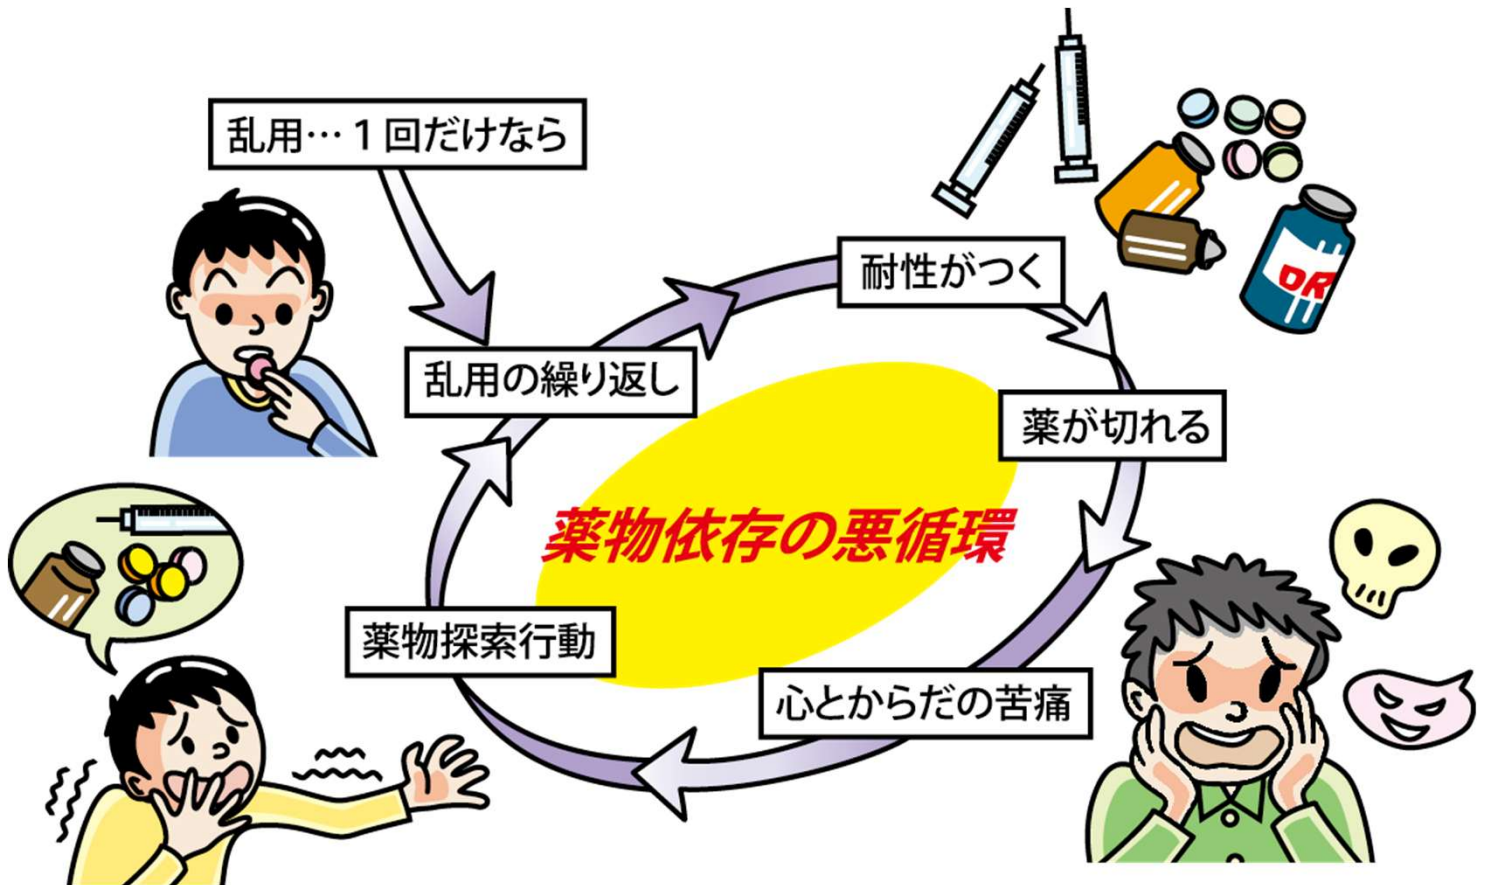 乱用…１回だけなら
乱用の繰り返し
耐性がつく
薬が切れる
心とからだの苦痛
薬物探索行動
薬物依存の悪循環
DR